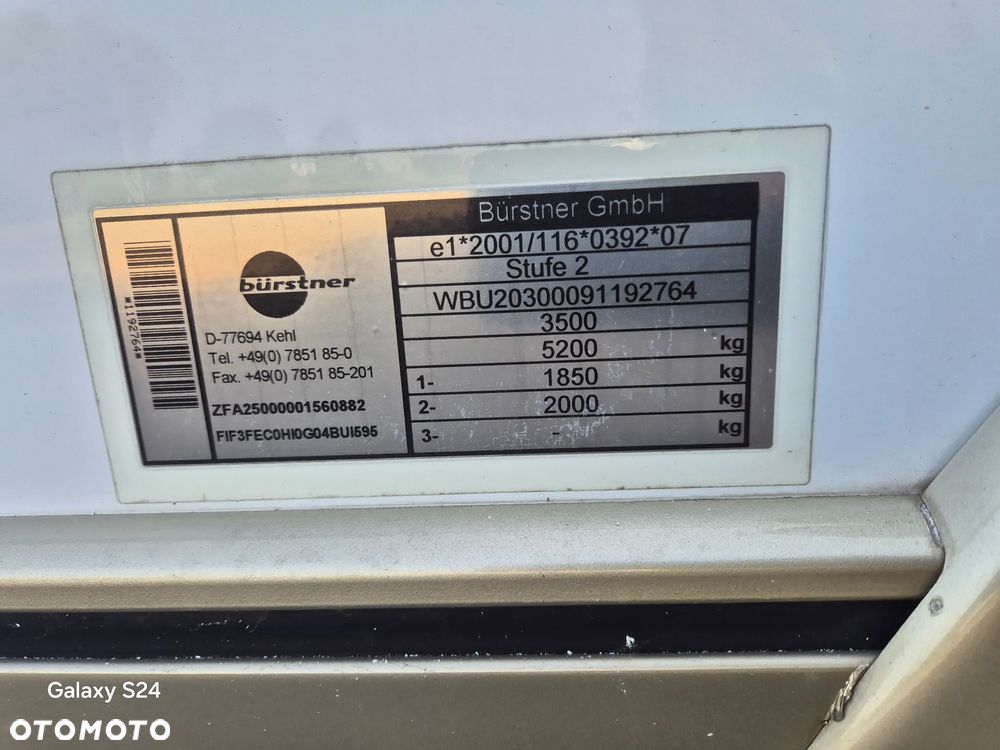 *1192764*
bürstner
D-77694 Kehl
Tel. +49(0) 7851 85-0
Fax. +49(0) 7851 85-201
ZFA25000001560882
FIF3FEC0HI0G04BUI595
Bürstner GmbH
e1*2001/116*0392*07
Stufe 2
WBU20300091192764
3500
5200 kg
1- 1850 kg
2- 2000 kg
3- - kg
Galaxy S24
OTOMOTO